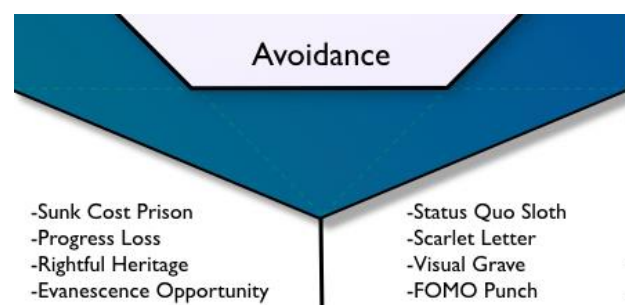 Avoidance
-Sunk Cost Prison
-Progress Loss
-Rightful Heritage
-Evanescence Opportunity
-Status Quo Sloth
-Scarlet Letter
-Visual Grave
-FOMO Punch